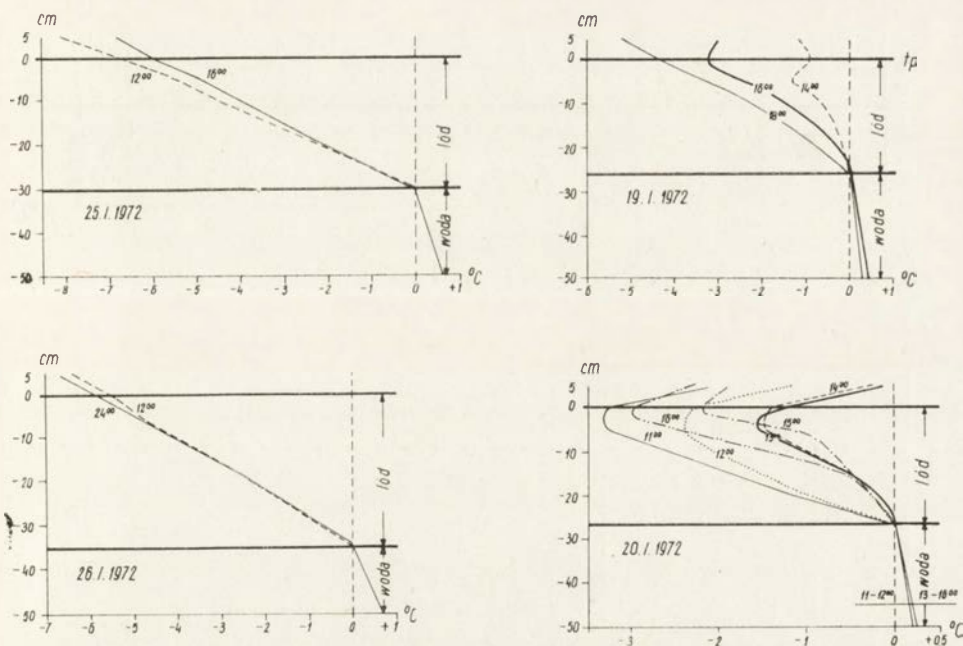 cm
5
0
-10
-20
-30
-40
-50
12⁰⁰
16⁰⁰
lód
woda
25. I. 1972
-8 -7 -6 -5 -4 -3 -2 -1 0 +1
°C
cm
5
0
-10
-20
-30
-40
-50
tp
16⁰⁰
14⁰⁰
18⁰⁰
lód
woda
19. I. 1972
-6 -5 -4 -3 -2 -1 0 +1
°C
cm
5
0
-10
-20
-30
-40
-50
24⁰⁰
12⁰⁰
lód
woda
26. I. 1972
-7 -6 -5 -4 -3 -2 -1 0 +1
°C
cm
5
0
-10
-20
-30
-40
-50
14⁰⁰
16⁰⁰
15⁰⁰
13⁰⁰
11⁰⁰
12⁰⁰
lód
woda
20. I. 1972
11-12⁰⁰
-3 -2 -1 0 +0.5
°C